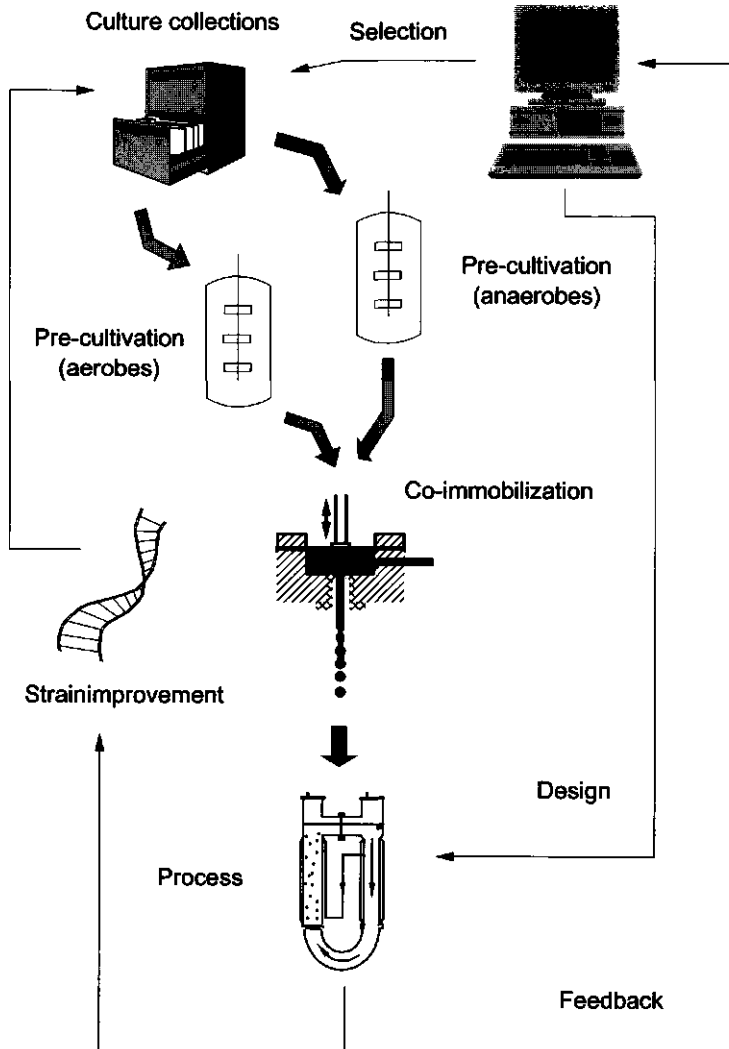 Culture collections
Selection
Pre-cultivation
(anaerobes)
Pre-cultivation
(aerobes)
Co-immobilization
Strainimprovement
Design
Process
Feedback